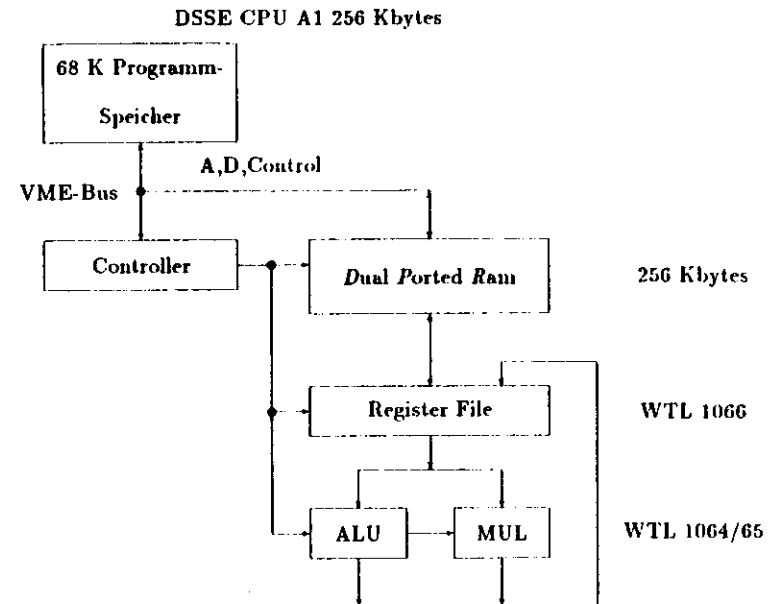 DSSE CPU A1 256 Kbytes
68 K Programm-
Speicher
A,D,Control
VME-Bus
Controller
Dual Ported Ram
256 Kbytes
Register File
WTL 1066
ALU
MUL
WTL 1064/65